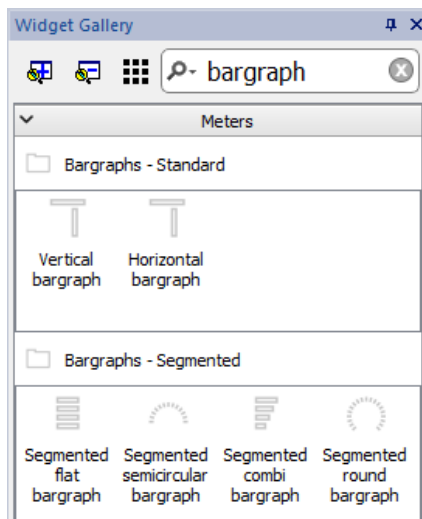 Widget Gallery
bargraph
Meters
Bargraphs - Standard
Vertical bargraph
Horizontal bargraph
Bargraphs - Segmented
Segmented flat bargraph
Segmented semicircular bargraph
Segmented combi bargraph
Segmented round bargraph